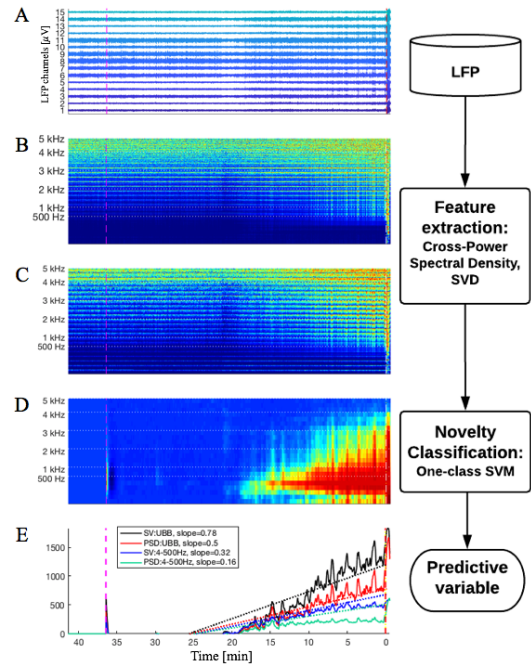 A
LFP channels [µV]
15
14
13
12
11
10
9
8
7
6
5
4
3
2
1
LFP
B
5 kHz
4 kHz
3 kHz
2 kHz
1 kHz
500 Hz
Feature
extraction:
Cross-Power
Spectral Density,
SVD
C
5 kHz
4 kHz
3 kHz
2 kHz
1 kHz
500 Hz
D
5 kHz
4 kHz
3 kHz
2 kHz
1 kHz
500 Hz
Novelty
Classification:
One-class SVM
E
1500
1000
500
0
SV:UBB, slope=0.78
PSD:UBB, slope=0.5
SV:4-500Hz, slope=0.32
PSD:4-500Hz, slope=0.16
40 35 30 25 20 15 10 5 0
Time [min]
Predictive
variable